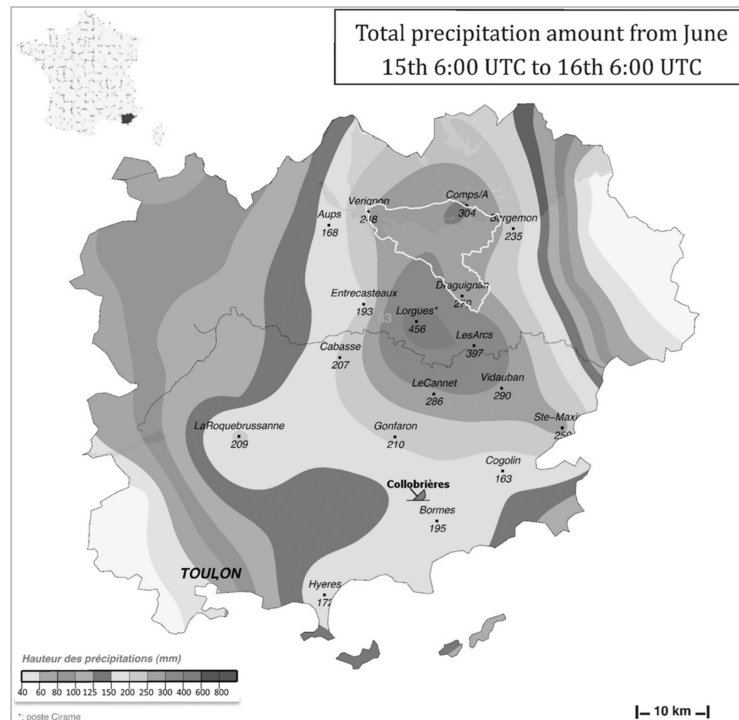 Total precipitation amount from June
15th 6:00 UTC to 16th 6:00 UTC
Comps/A
304
Verignon
248
Aups
168
Bargemon
235
Draguignan
Entrecasteaux
193
Lorgues
456
LesArcs
397
Cabasse
207
LeCannet
286
Vidauban
290
LaRoquebrussanne
209
Gonfaron
210
Cogolin
163
Collobrières
Bormes
195
TOULON
Hyeres
172
Hauteur des précipitations (mm)
40 60 80 100 125 150 200 250 300 400 600 800
*: poste Cirame
10 km